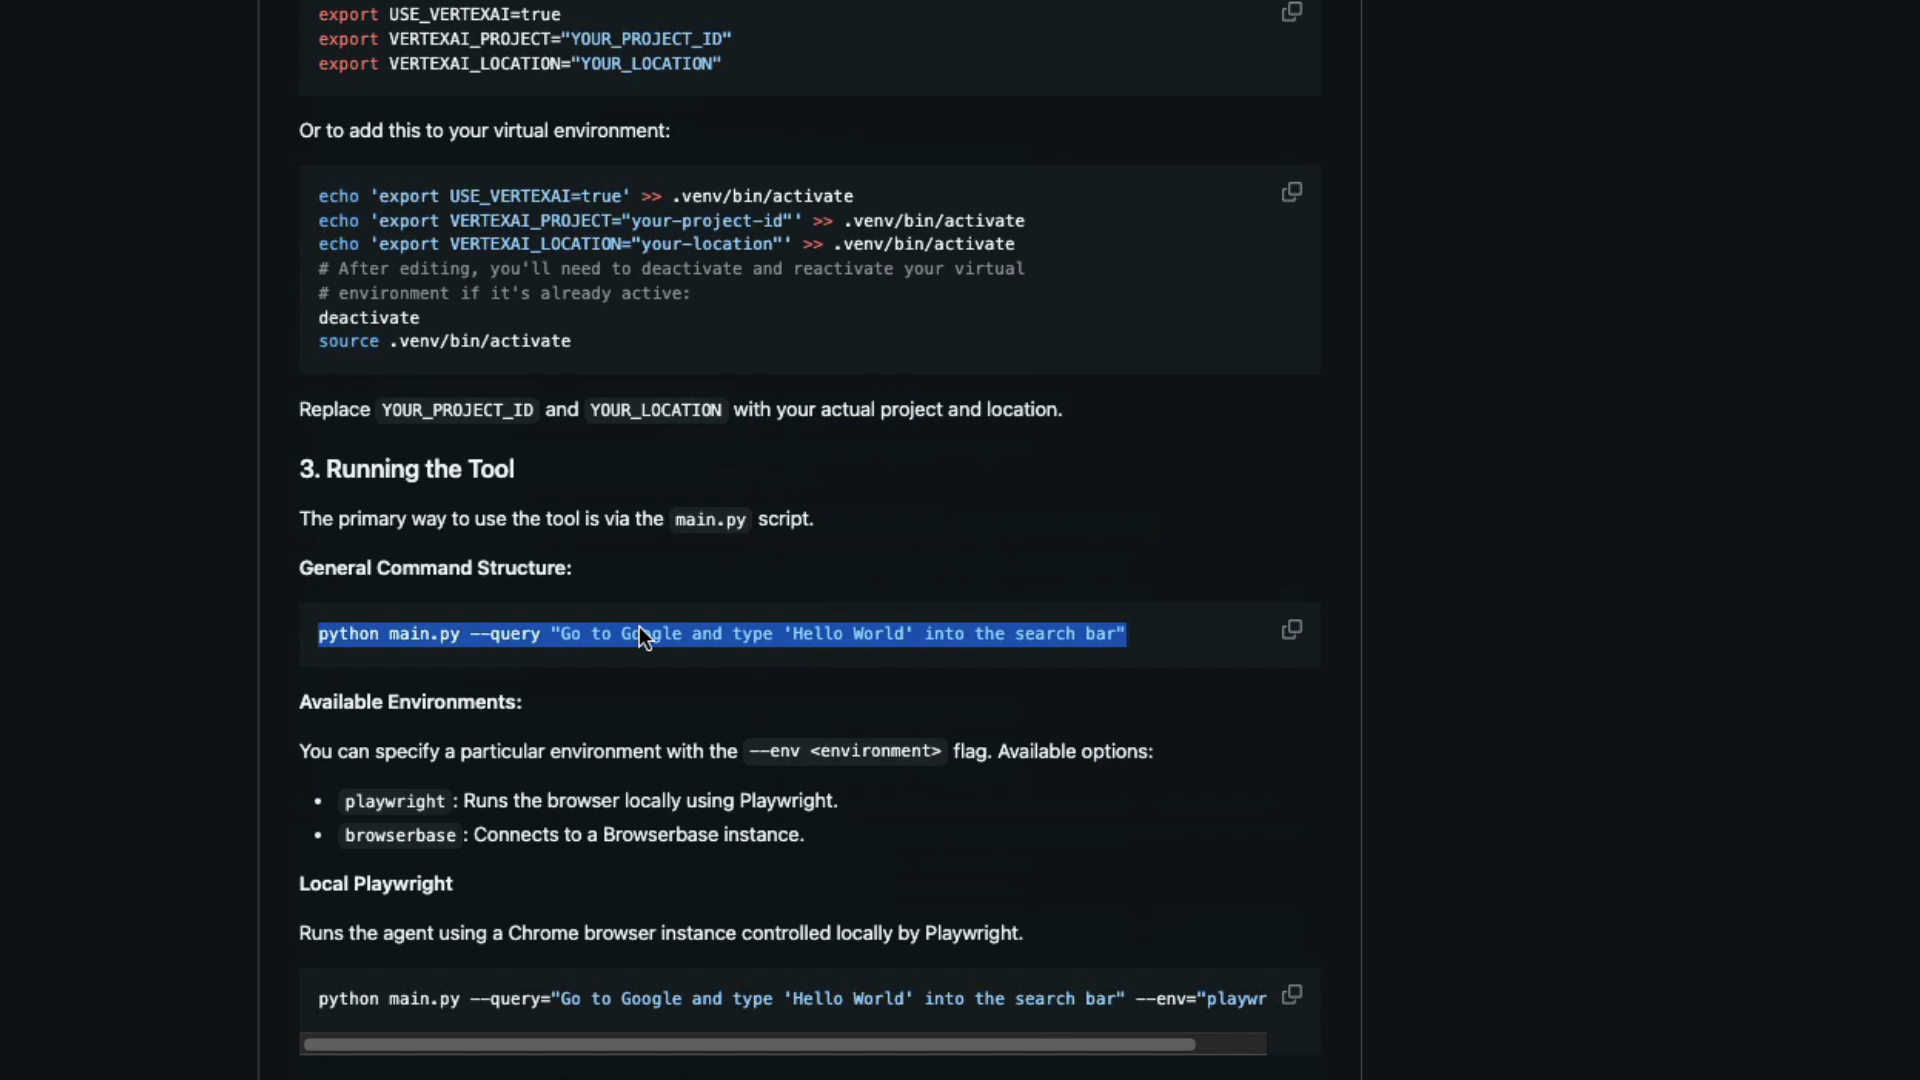 export USE_VERTEXAI=true
export VERTEXAI_PROJECT="YOUR_PROJECT_ID"
export VERTEXAI_LOCATION="YOUR_LOCATION"
Or to add this to your virtual environment:
echo 'export USE_VERTEXAI=true' >> .venv/bin/activate
echo 'export VERTEXAI_PROJECT="your-project-id"' >> .venv/bin/activate
echo 'export VERTEXAI_LOCATION="your-location"' >> .venv/bin/activate
# After editing, you'll need to deactivate and reactivate your virtual
# environment if it's already active:
deactivate
source .venv/bin/activate
Replace YOUR_PROJECT_ID and YOUR_LOCATION with your actual project and location.
3. Running the Tool
The primary way to use the tool is via the main.py script.
General Command Structure:
python main.py --query "Go to Google and type 'Hello World' into the search bar"
Available Environments:
You can specify a particular environment with the --env <environment> flag. Available options:
• playwright : Runs the browser locally using Playwright.
• browserbase : Connects to a Browserbase instance.
Local Playwright
Runs the agent using a Chrome browser instance controlled locally by Playwright.
python main.py --query="Go to Google and type 'Hello World' into the search bar" --env="playwr